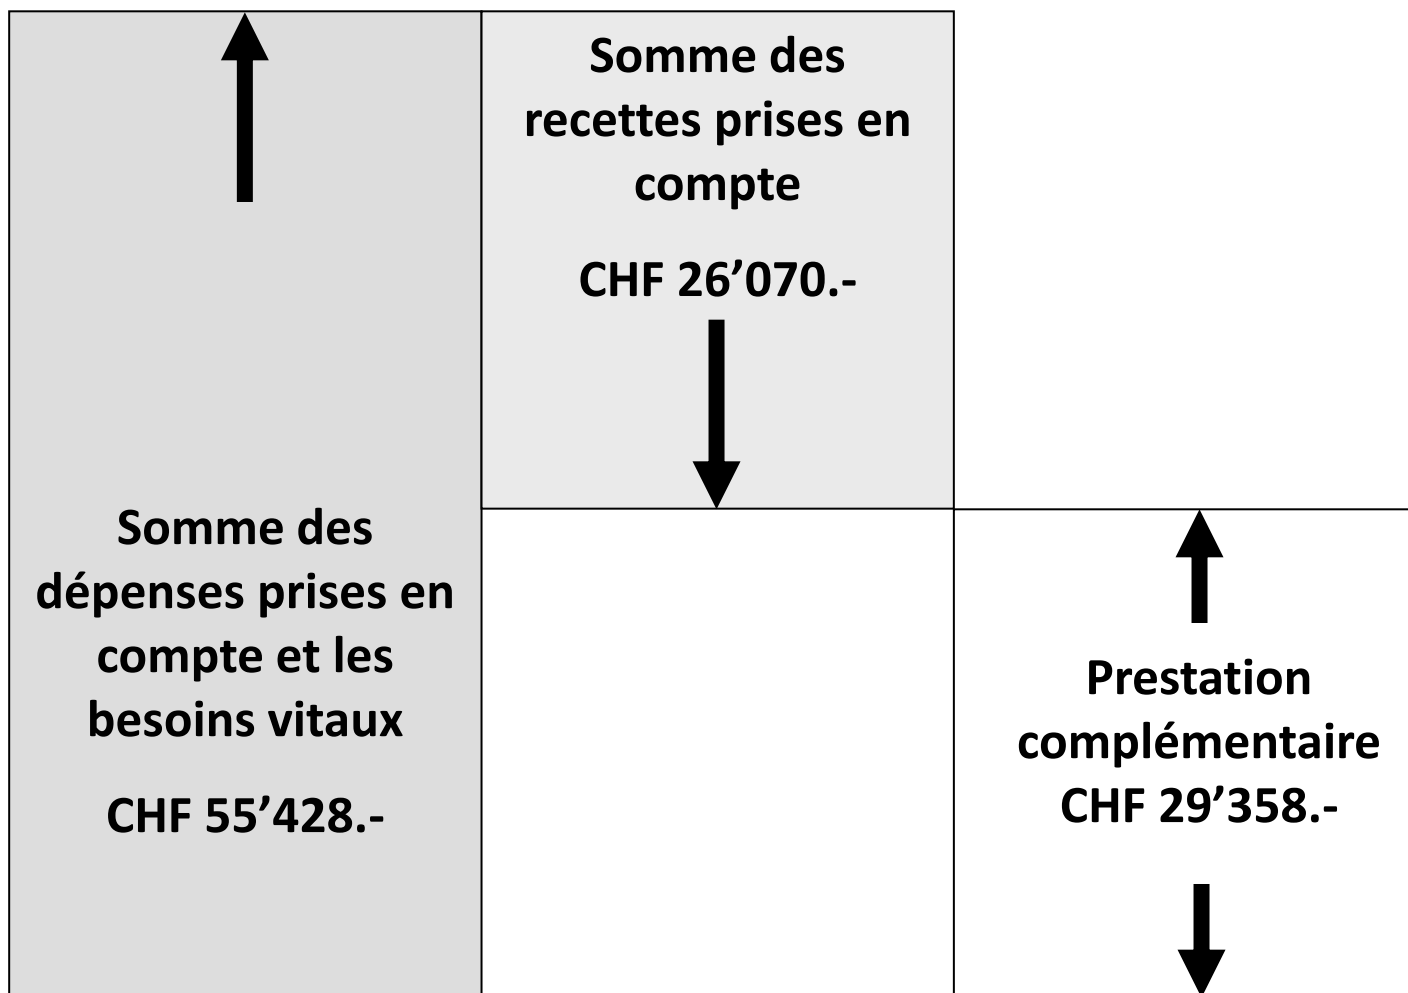 Somme des
recettes prises en
compte
CHF 26’070.-
Somme des
dépenses prises en
compte et les
besoins vitaux
CHF 55’428.-
Prestation
complémentaire
CHF 29’358.-